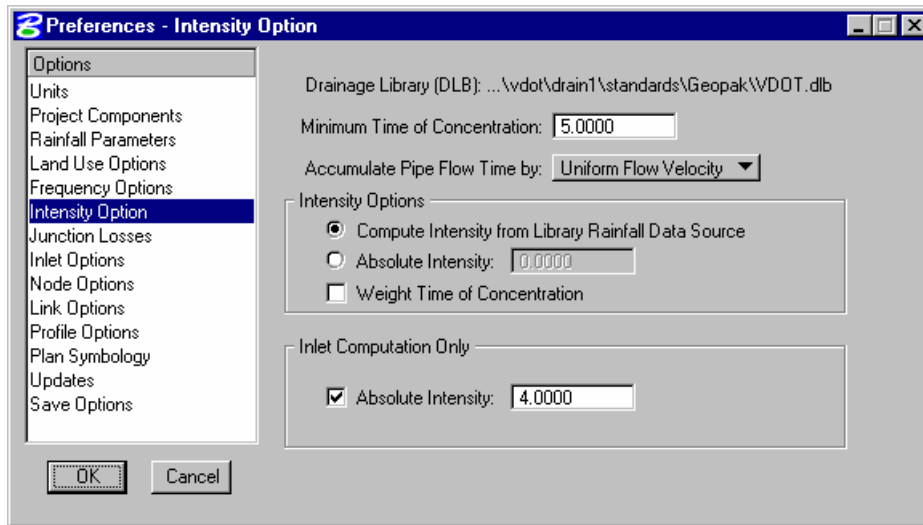 Preferences - Intensity Option
Options
Units
Project Components
Rainfall Parameters
Land Use Options
Frequency Options
Intensity Option
Junction Losses
Inlet Options
Node Options
Link Options
Profile Options
Plan Symbology
Updates
Save Options
OK
Cancel
Drainage Library (DLB): ...\vdot\drain1\standards\Geopak\VDOT.dlb
Minimum Time of Concentration: 5.0000
Accumulate Pipe Flow Time by: Uniform Flow Velocity
Intensity Options
Compute Intensity from Library Rainfall Data Source
Absolute Intensity: 0.0000
Weight Time of Concentration
Inlet Computation Only
Absolute Intensity: 4.0000